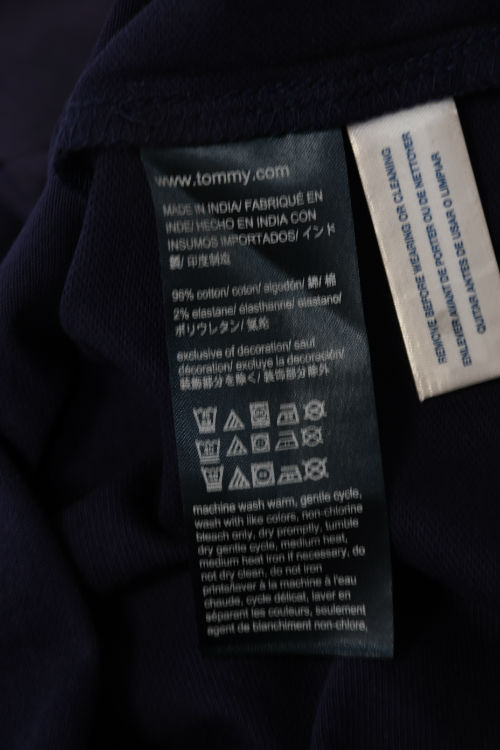 www.tommy.com
MADE IN INDIA/ FABRIQUÉ EN
INDE/ HECHO EN INDIA CON
INSUMOS IMPORTADOS/ インド
製/ 印度制造
98% cotton/ coton/ algodón/ 綿/ 棉
2% elastane/ élasthanne/ elastano/
ポリウレタン/ 氨纶
exclusive of decoration/ sauf
décoration/ excluye la decoración/
装飾部分を除く/ 装饰部分除外
machine wash warm, gentle cycle,
wash with like colors, non-chlorine
bleach only, dry promptly, tumble
dry gentle cycle, medium heat,
medium heat iron if necessary, do
not dry clean, do not iron
prints/laver à la machine à l'eau
chaude, cycle délicat, laver en
séparent les couleurs, seulement
agent de blanchiment non-chlore,
REMOVE BEFORE WEARING OR CLEANING
ENLEVER AVANT DE PORTER OU DE NETTOYER
QUITAR ANTES DE USAR O LIMPIAR